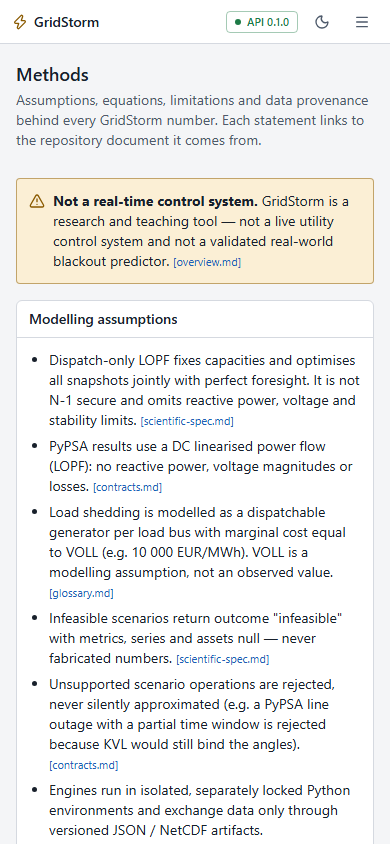 GridStorm
API 0.1.0
Methods
Assumptions, equations, limitations and data provenance
behind every GridStorm number. Each statement links to
the repository document it comes from.
Not a real-time control system. GridStorm is a
research and teaching tool — not a live utility
control system and not a validated real-world
blackout predictor. [overview.md]
Modelling assumptions
• Dispatch-only LOPF fixes capacities and optimises
all snapshots jointly with perfect foresight. It is not
N-1 secure and omits reactive power, voltage and
stability limits. [scientific-spec.md]
• PyPSA results use a DC linearised power flow
(LOPF): no reactive power, voltage magnitudes or
losses. [contracts.md]
• Load shedding is modelled as a dispatchable
generator per load bus with marginal cost equal
to VOLL (e.g. 10 000 EUR/MWh). VOLL is a
modelling assumption, not an observed value.
[glossary.md]
• Infeasible scenarios return outcome "infeasible"
with metrics, series and assets null — never
fabricated numbers. [scientific-spec.md]
• Unsupported scenario operations are rejected,
never silently approximated (e.g. a PyPSA line
outage with a partial time window is rejected
because KVL would still bind the angles).
[contracts.md]
• Engines run in isolated, separately locked Python
environments and exchange data only through
versioned JSON / NetCDF artifacts.